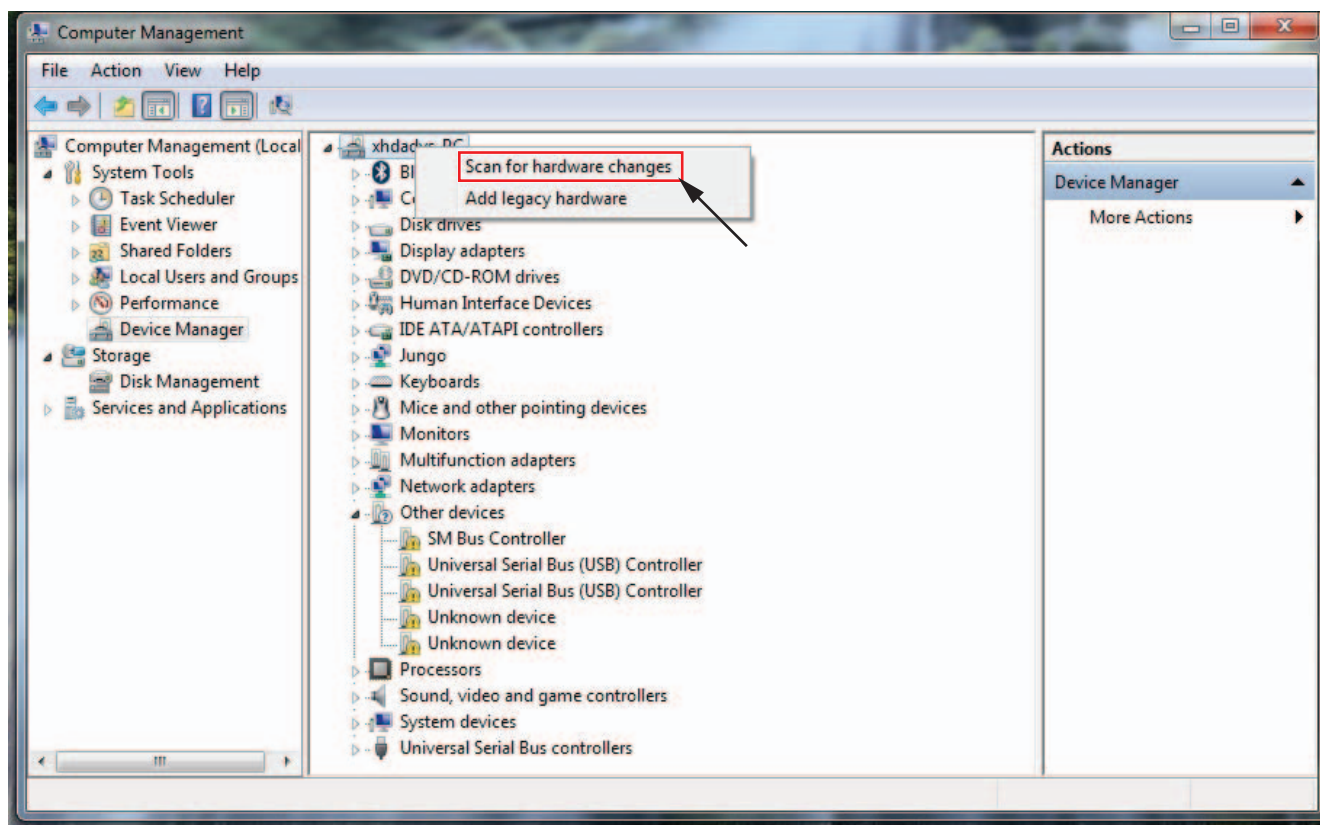 Computer Management
File Action View Help
Computer Management (Local
System Tools
Task Scheduler
Event Viewer
Shared Folders
Local Users and Groups
Performance
Device Manager
Storage
Disk Management
Services and Applications
Scan for hardware changes
Add legacy hardware
Disk drives
Display adapters
DVD/CD-ROM drives
Human Interface Devices
IDE ATA/ATAPI controllers
Jungo
Keyboards
Mice and other pointing devices
Monitors
Multifunction adapters
Network adapters
Other devices
SM Bus Controller
Universal Serial Bus (USB) Controller
Universal Serial Bus (USB) Controller
Unknown device
Unknown device
Processors
Sound, video and game controllers
System devices
Universal Serial Bus controllers
Actions
Device Manager
More Actions